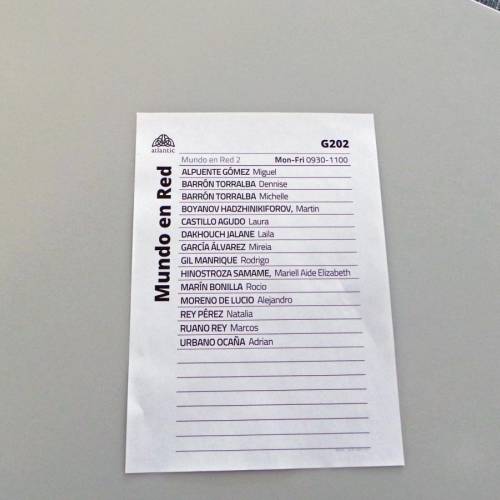 atlantic
G202
Mundo en Red
Mundo en Red 2 Mon-Fri 0930-1100
ALPUENTE GÓMEZ Miguel
BARRÓN TORRALBA Dennise
BARRÓN TORRALBA Michelle
BOYANOV HADZHINIKIFOROV, Martin
CASTILLO AGUDO Laura
DAKHOUCH JALANE Laila
GARCÍA ÁLVAREZ Mireia
GIL MANRIQUE Rodrigo
HINOSTROZA SAMAME, Mariell Aide Elizabeth
MARÍN BONILLA Rocio
MORENO DE LUCIO Alejandro
REY PÉREZ Natalia
RUANO REY Marcos
URBANO OCAÑA Adrian